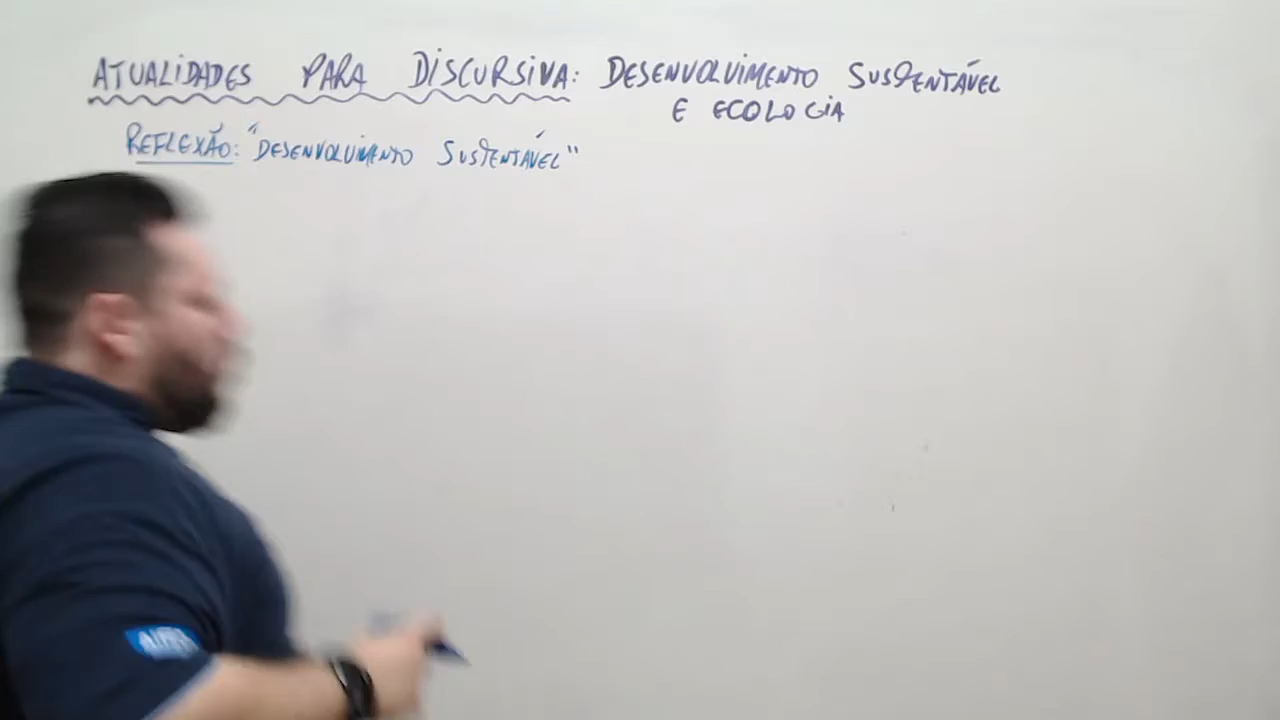 ATUALIDADES PARA DISCURSIVA: DESENVOLVIMENTO SUSTENTÁVEL
E ECOLOGIA
REFLEXÃO: "DESENVOLVIMENTO SUSTENTÁVEL"